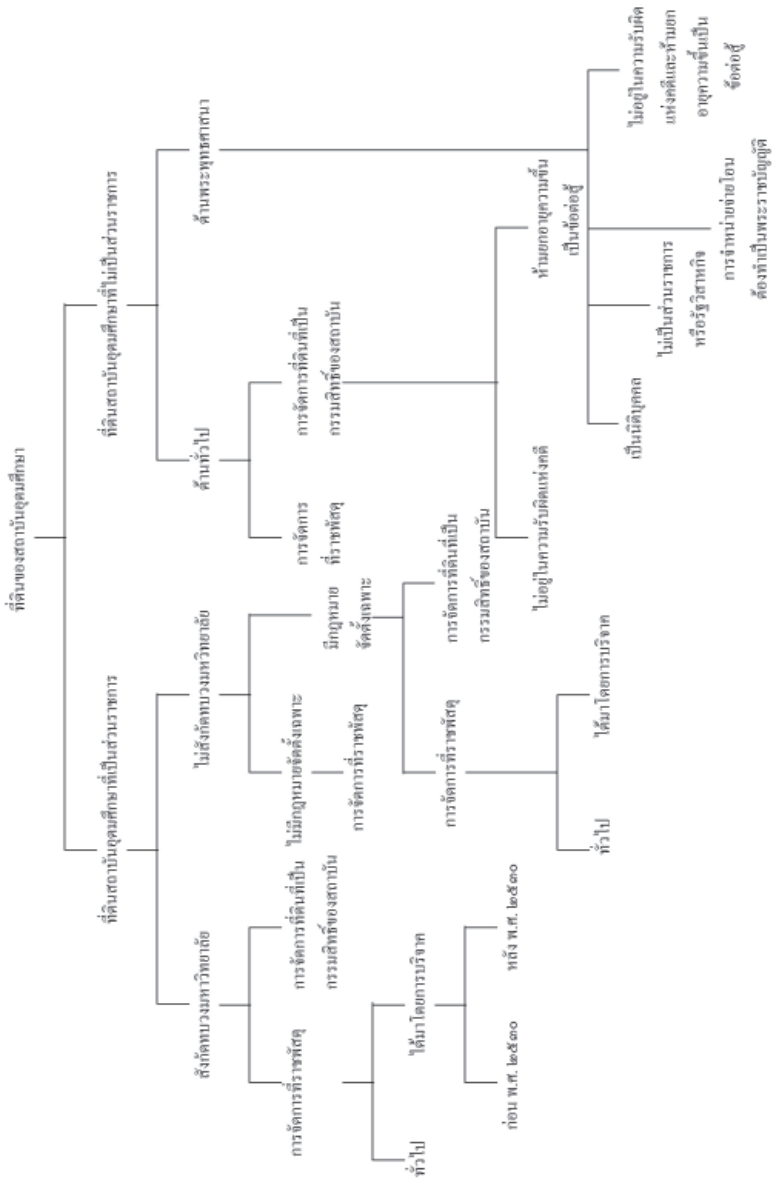 ที่ดินของสถาบันอุดมศึกษา
ที่ดินสถาบันอุดมศึกษาที่เป็นส่วนราชการ
ที่ดินสถาบันอุดมศึกษาที่ไม่เป็นส่วนราชการ
สังกัดทบวงมหาวิทยาลัย
ไม่สังกัดทบวงมหาวิทยาลัย
ด้านทั่วไป
ด้านพระพุทธศาสนา
การจัดการที่ราชพัสดุ
การจัดการที่ดินที่เป็น
กรรมสิทธิ์ของสถาบัน
ไม่มีกฎหมายจัดตั้งเฉพาะ
มีกฎหมาย
จัดตั้งเฉพาะ
การจัดการ
ที่ราชพัสดุ
การจัดการที่ดินที่เป็น
กรรมสิทธิ์ของสถาบัน
การจัดการที่ราชพัสดุ
ทั่วไป
ได้มาโดยการบริจาค
การจัดการที่ราชพัสดุ
การจัดการที่ดินที่เป็น
กรรมสิทธิ์ของสถาบัน
ก่อน พ.ศ. ๒๕๓๐
หลัง พ.ศ. ๒๕๓๐
ไม่อยู่ในความรับผิดแห่งคดี
ห้ามยกอายุความขึ้น
เป็นข้อต่อสู้
ทั่วไป
ได้มาโดยการบริจาค
เป็นนิติบุคคล
ไม่เป็นส่วนราชการ
หรือรัฐวิสาหกิจ
การจำหน่ายจ่ายโอน
ต้องทำเป็นพระราชบัญญัติ
ไม่อยู่ในความรับผิด
แห่งคดีและห้ามยก
อายุความขึ้นเป็น
ข้อต่อสู้